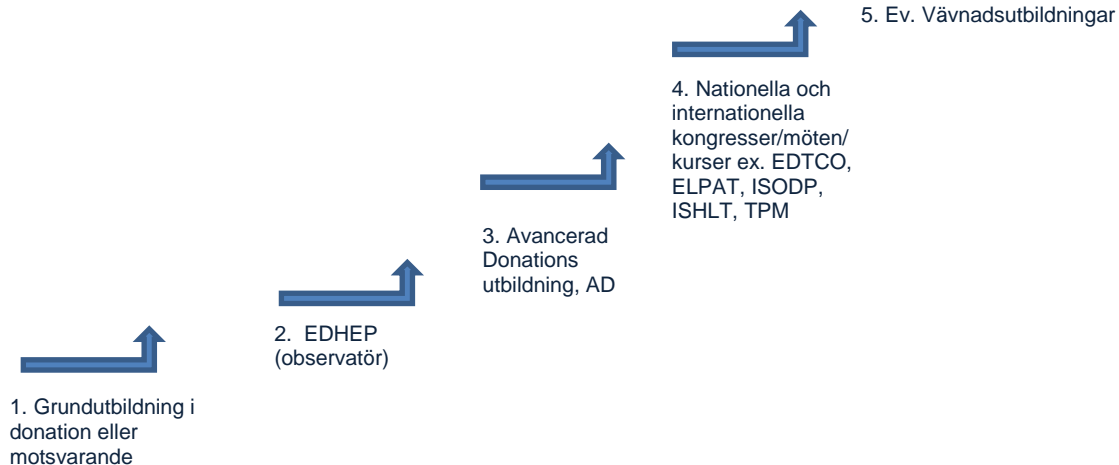 1. Grundutbildning i
donation eller
motsvarande
2. EDHEP
(observatör)
3. Avancerad
Donations
utbildning, AD
4. Nationella och
internationella
kongresser/möten/
kurser ex. EDTCO,
ELPAT, ISODP,
ISHLT, TPM
5. Ev. Vävnadsutbildningar